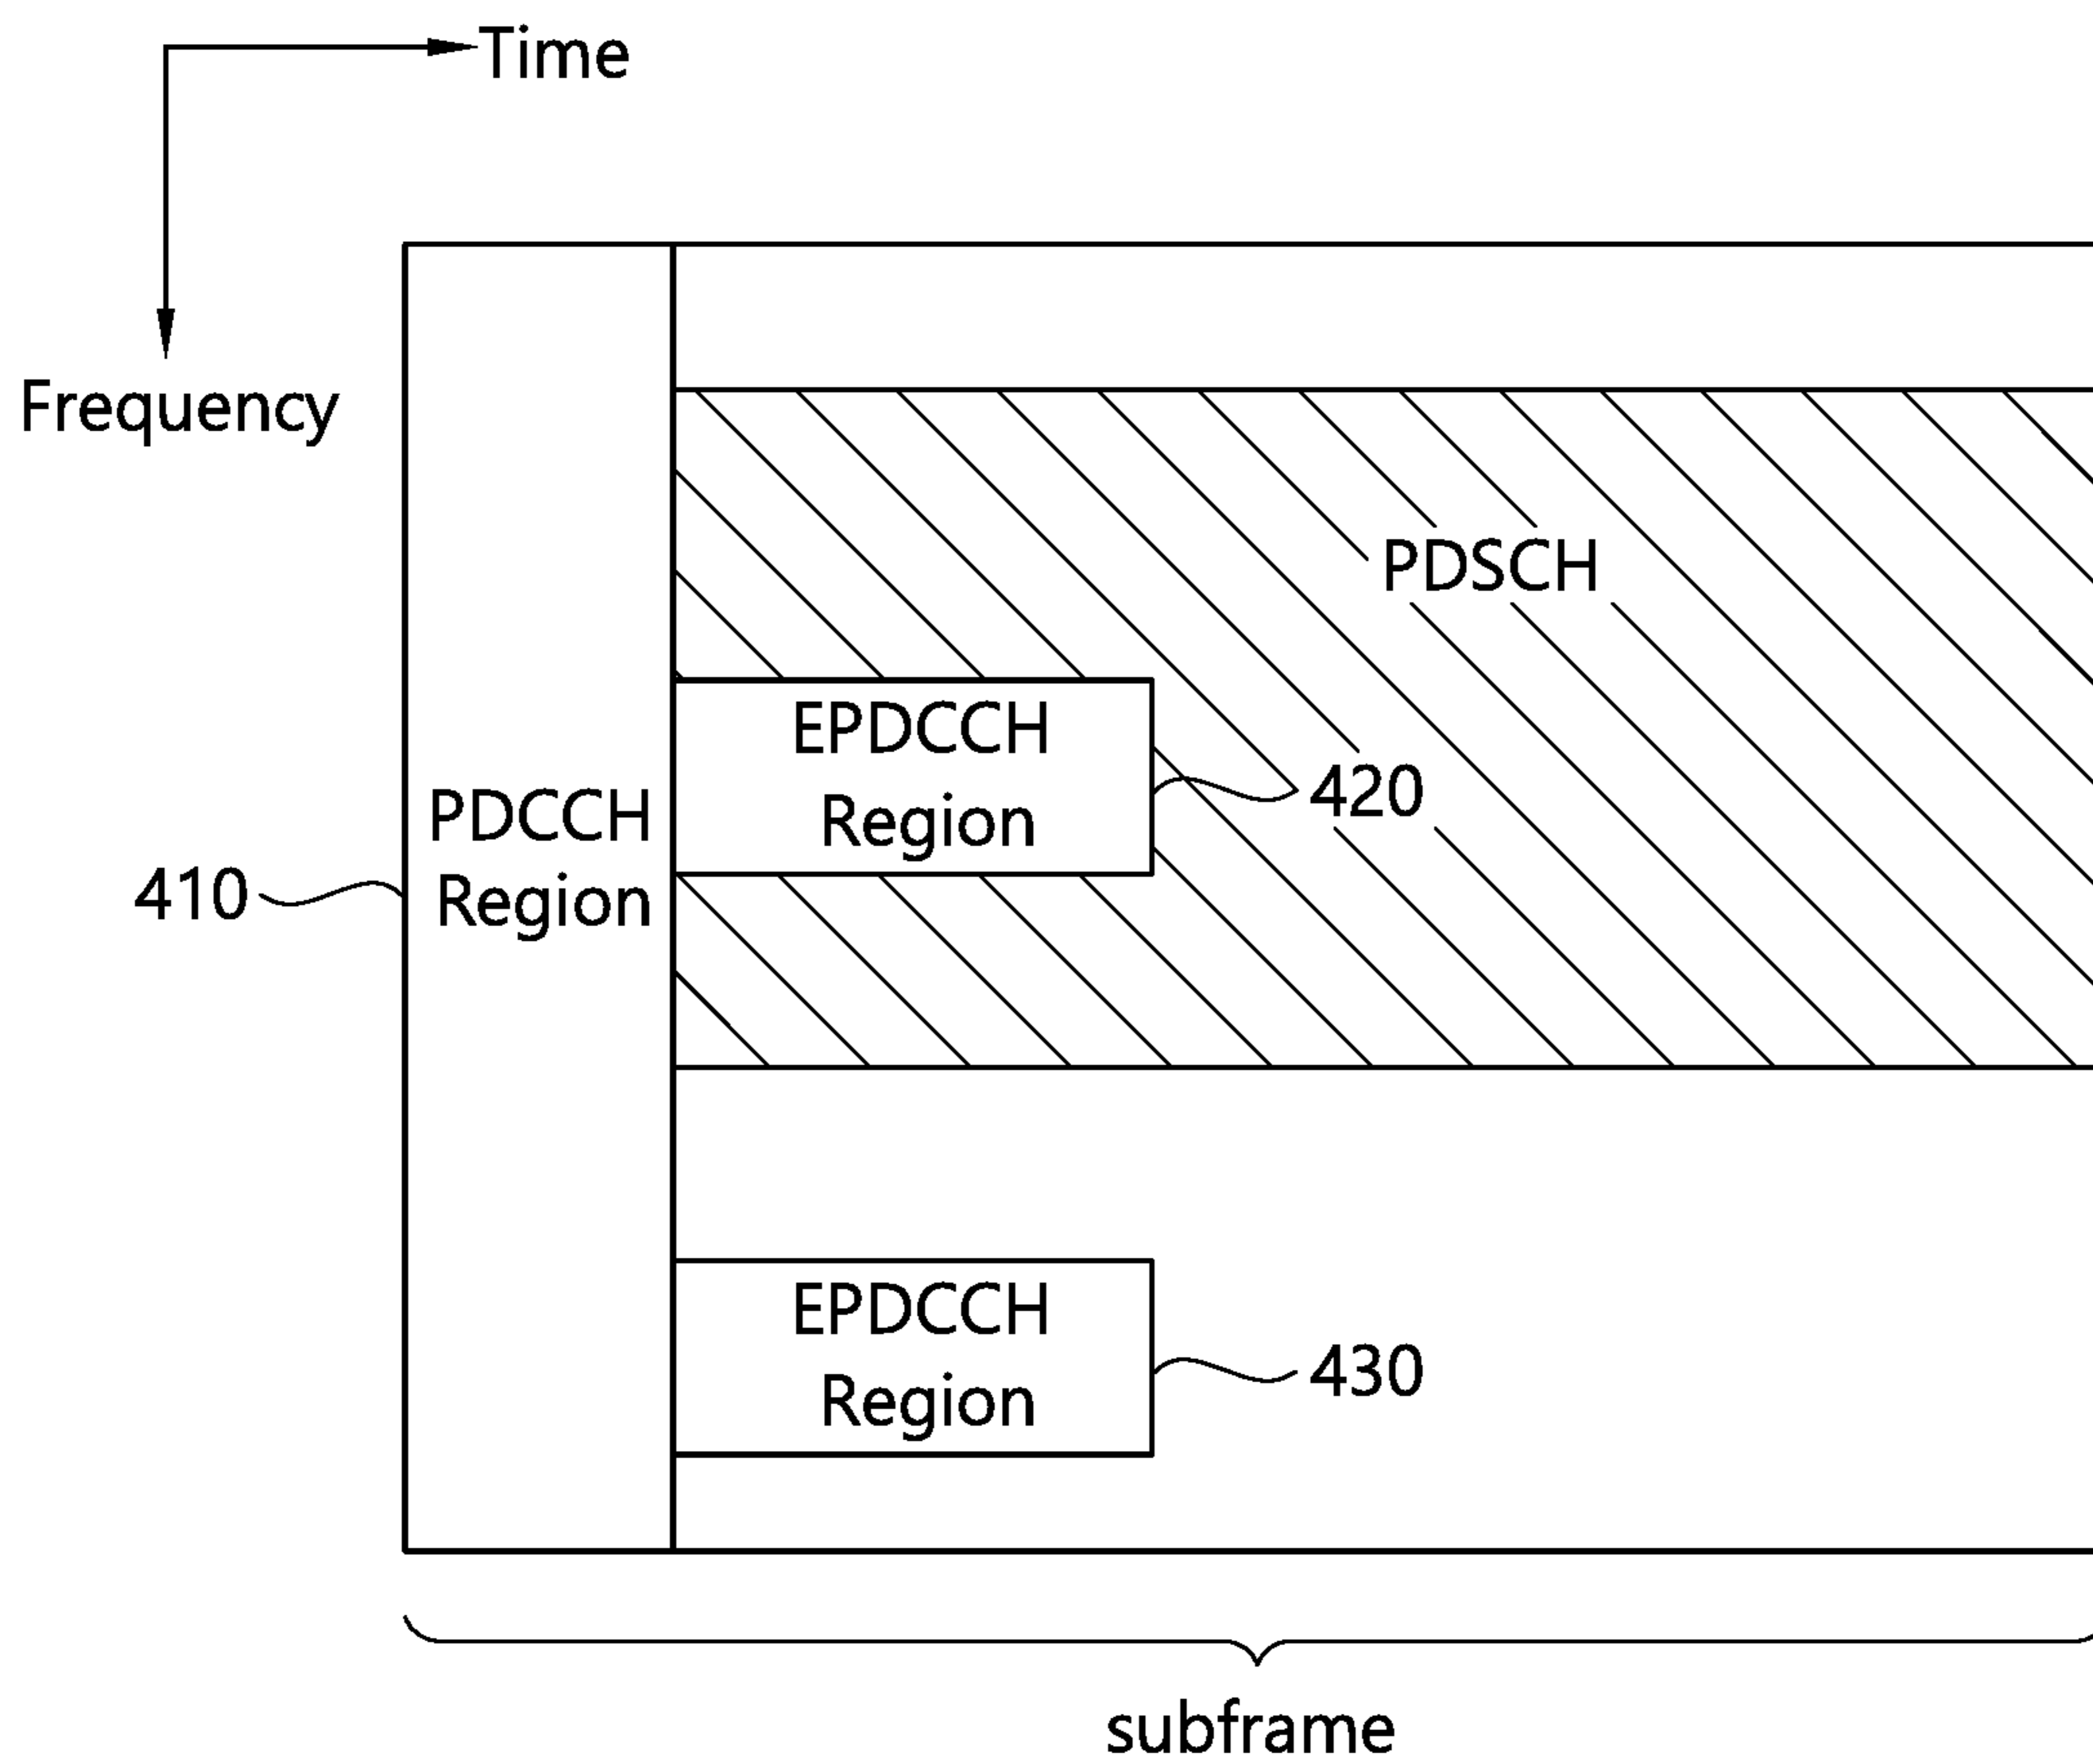 Time
Frequency
PDSCH
EPDCCH
Region
420
PDCCH
Region
410
EPDCCH
Region
430
subframe